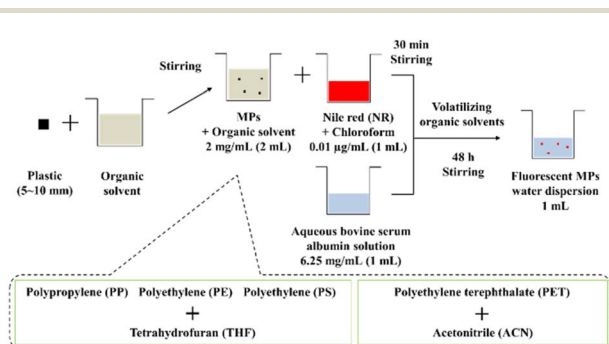 Stirring
30 min
Stirring
+
+
MPs
+ Organic solvent
2 mg/mL (2 mL)
Nile red (NR)
+ Chloroform
0.01 μg/mL (1 mL)
Volatilizing
organic solvents
48 h
Stirring
Plastic
(5~10 mm)
Organic
solvent
Fluorescent MPs
water dispersion
1 mL
Aqueous bovine serum
albumin solution
6.25 mg/mL (1 mL)
Polypropylene (PP) Polyethylene (PE) Polyethylene (PS)
+
Tetrahydrofuran (THF)
Polyethylene terephthalate (PET)
+
Acetonitrile (ACN)